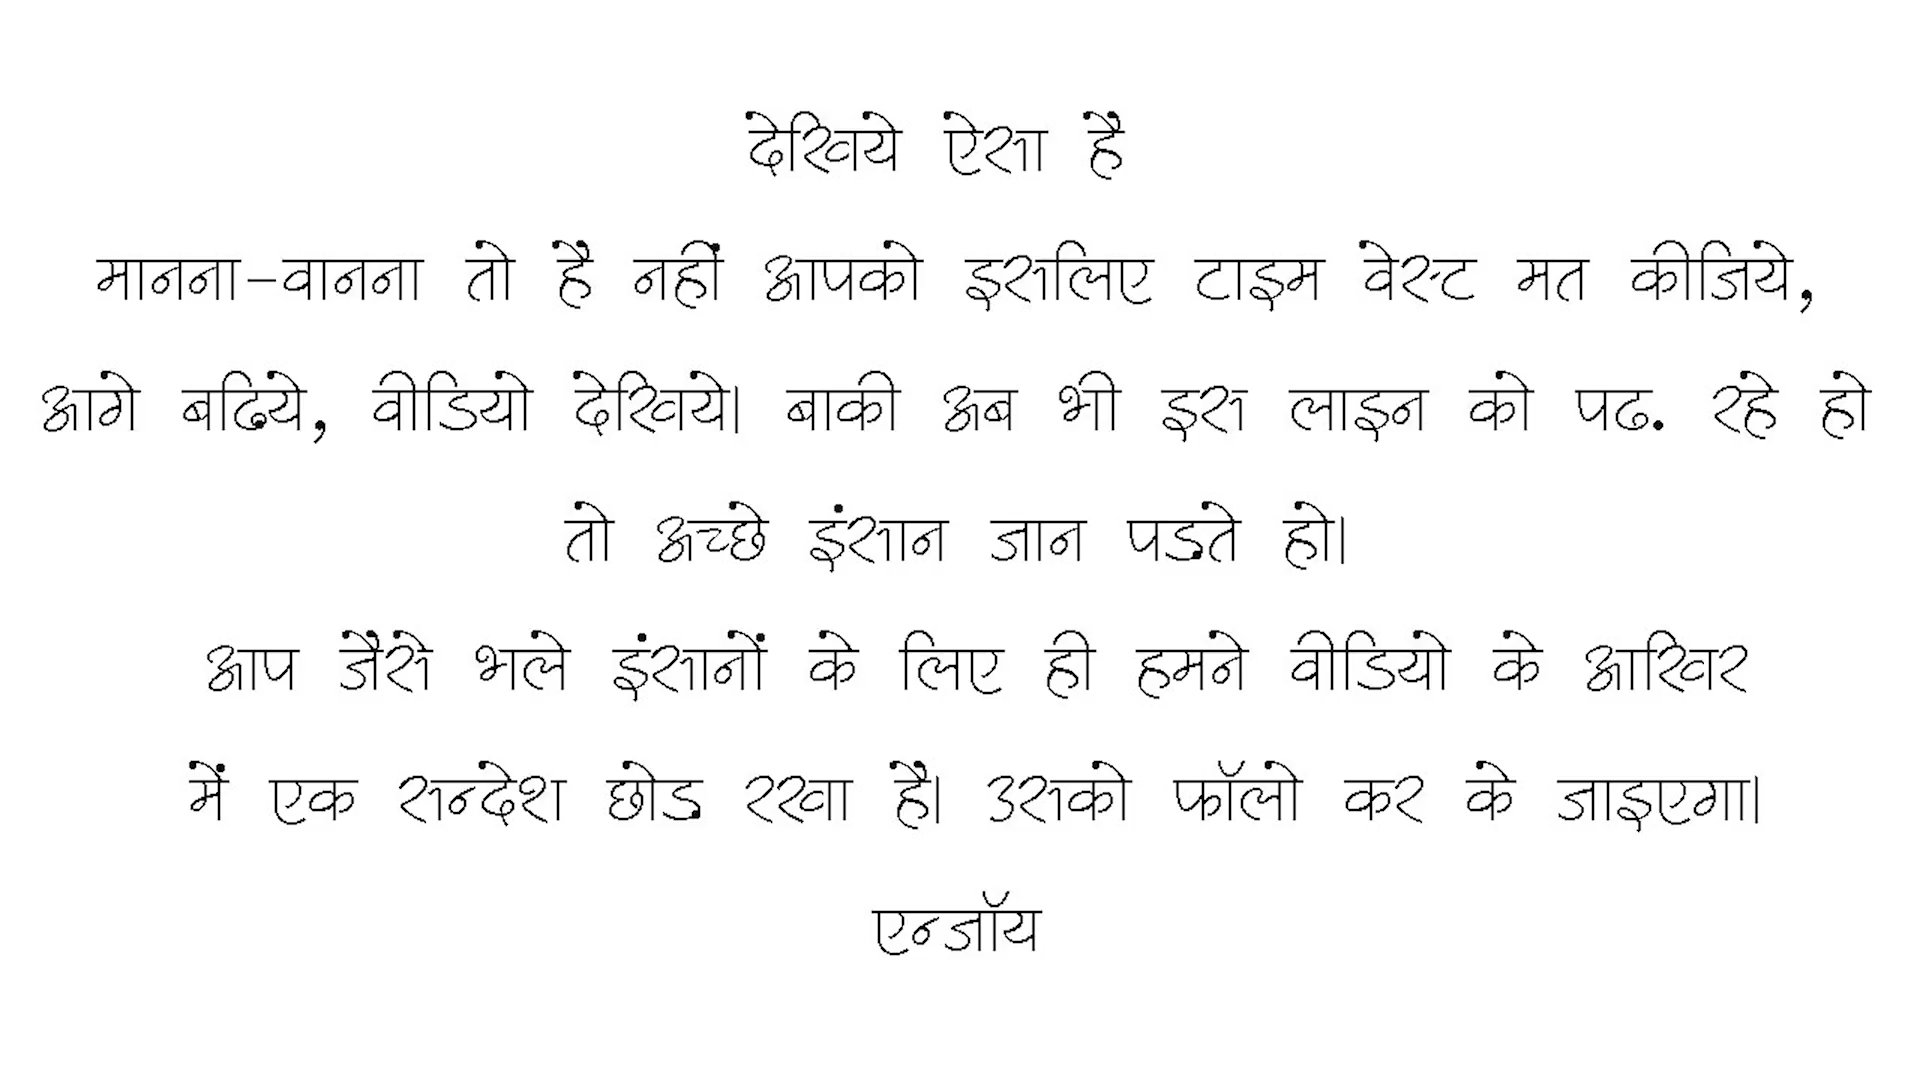 देखिये ऐसा है
मानना-वानना तो है नहीं आपको इसलिए टाइम वेस्ट मत कीजिये,
आगे बढ़िये, वीडियो देखिये। बाकी अब भी इस लाइन को पढ़ रहे हो
तो अच्छे इंसान जान पड़ते हो।
आप जैसे भले इंसानों के लिए ही हमने वीडियो के आखिर
में एक सन्देश छोड़ रखा है। उसको फॉलो कर के जाइएगा।
एन्जॉय